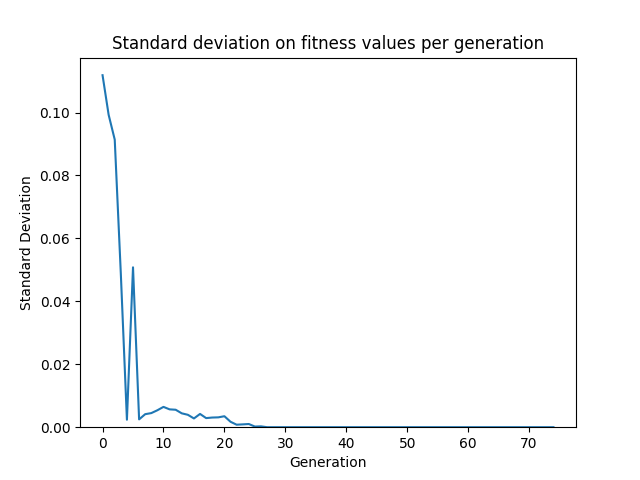 Standard deviation on fitness values per generation
0.10
0.08
0.06
0.04
0.02
0.00
Standard Deviation
0 10 20 30 40 50 60 70
Generation